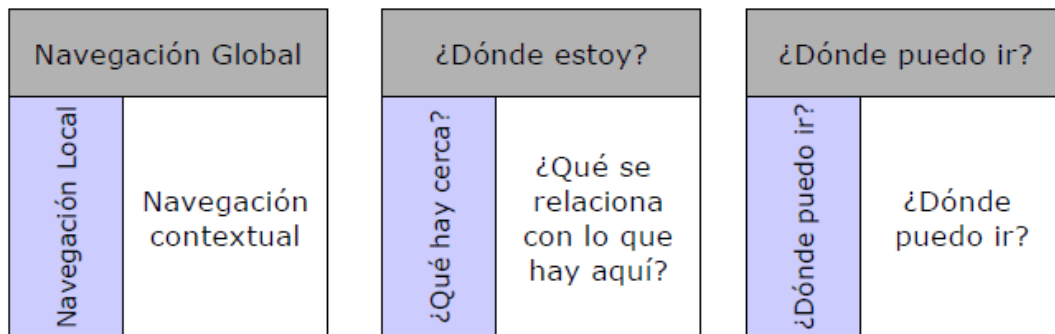 Navegación Global
Navegación Local
Navegación
contextual
¿Dónde estoy?
¿Qué hay cerca?
¿Qué se
relaciona
con lo que
hay aquí?
¿Dónde puedo ir?
¿Dónde puedo ir?
¿Dónde
puedo ir?